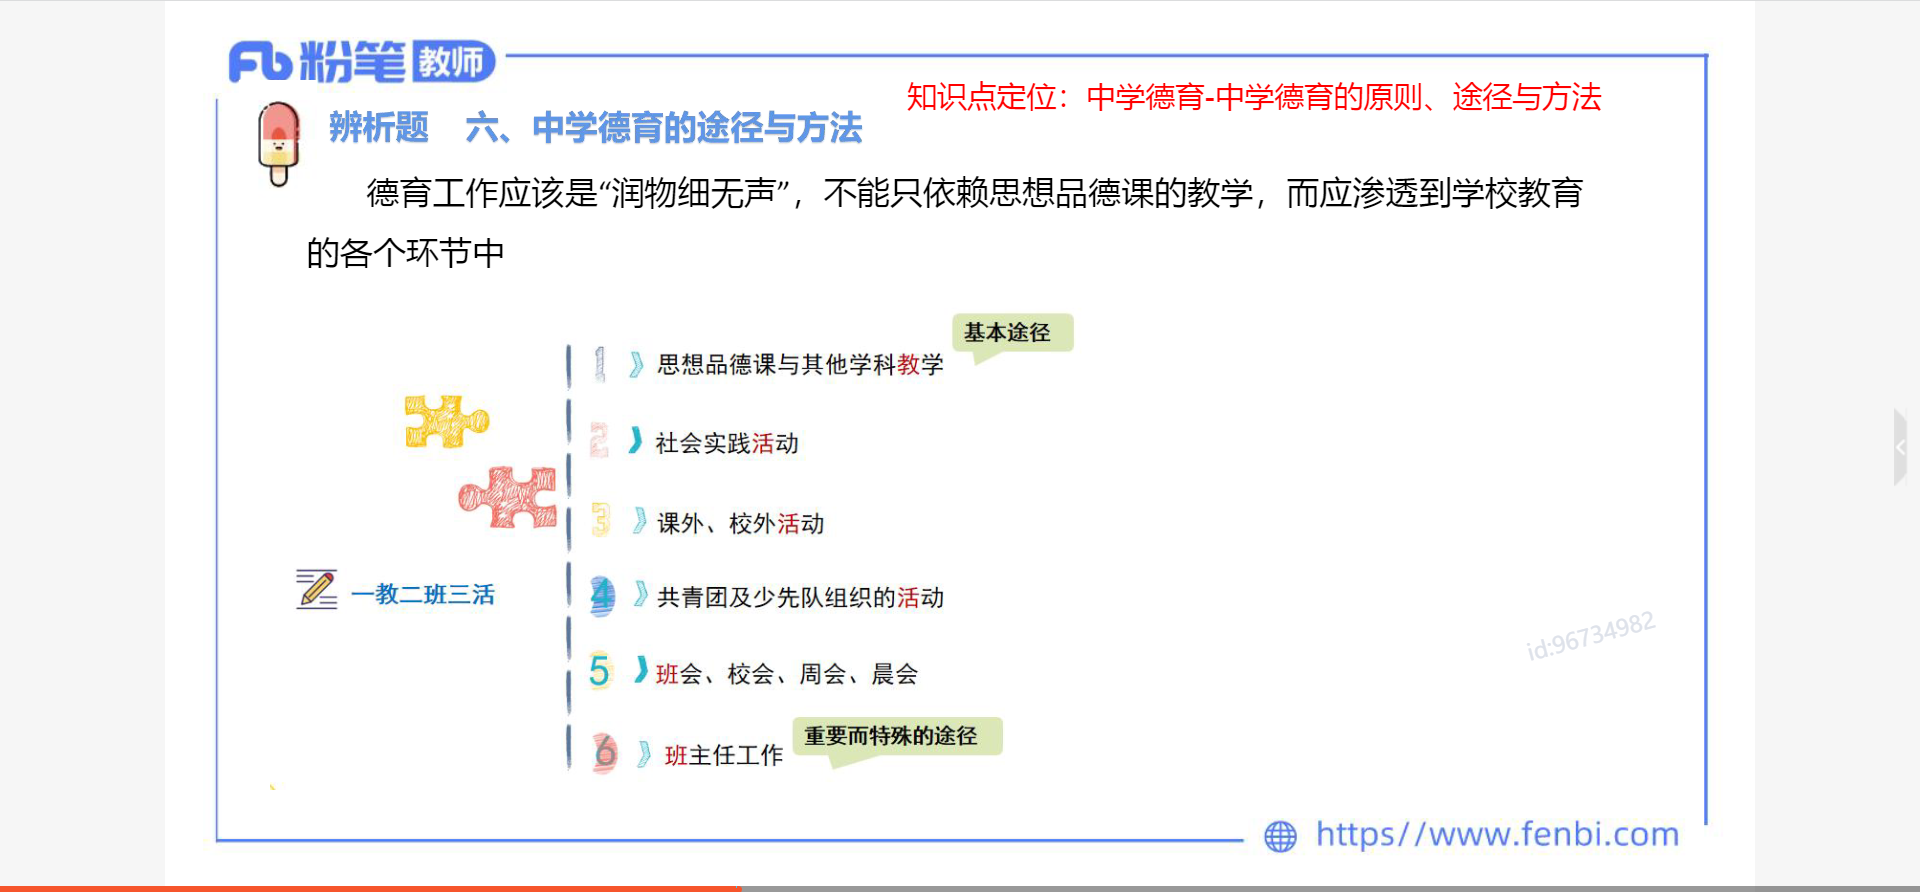 粉笔教师
知识点定位：中学德育-中学德育的原则、途径与方法
辨析题 六、中学德育的途径与方法
德育工作应该是“润物细无声”，不能只依赖思想品德课的教学，而应渗透到学校教育
的各个环节中
基本途径
1 思想品德课与其他学科教学
2 社会实践活动
3 课外、校外活动
4 共青团及少先队组织的活动
一教二班三活
5 班会、校会、周会、晨会
重要而特殊的途径
6 班主任工作
id:96734982
https//www.fenbi.com